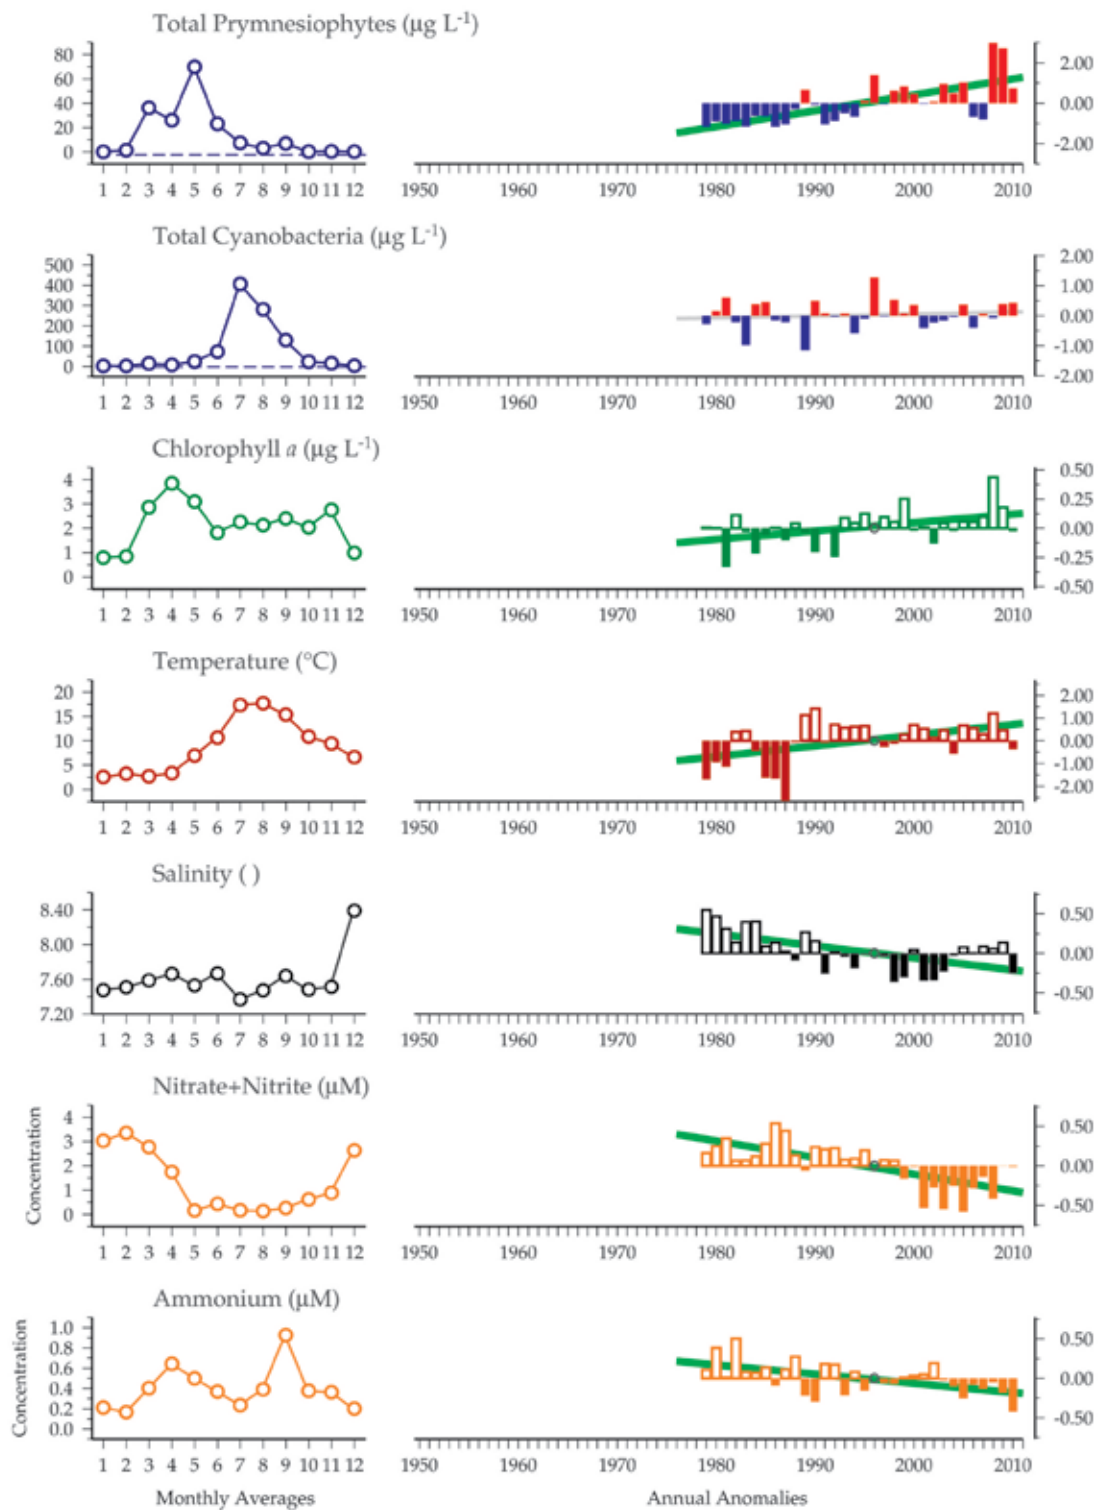 Total Prymnesiophytes (µg L⁻¹)
80
60
40
20
0
2.00
0.00
-2.00
1 2 3 4 5 6 7 8 9 10 11 12
1950 1960 1970 1980 1990 2000 2010
Total Cyanobacteria (µg L⁻¹)
500
400
300
200
100
0
2.00
1.00
0.00
-1.00
-2.00
1 2 3 4 5 6 7 8 9 10 11 12
1950 1960 1970 1980 1990 2000 2010
Chlorophyll a (µg L⁻¹)
4
3
2
1
0
0.50
0.25
0.00
-0.25
-0.50
1 2 3 4 5 6 7 8 9 10 11 12
1950 1960 1970 1980 1990 2000 2010
Temperature (°C)
20
15
10
5
0
2.00
1.00
0.00
-1.00
-2.00
1 2 3 4 5 6 7 8 9 10 11 12
1950 1960 1970 1980 1990 2000 2010
Salinity ( )
8.40
8.00
7.60
7.20
0.50
0.00
-0.50
1 2 3 4 5 6 7 8 9 10 11 12
1950 1960 1970 1980 1990 2000 2010
Nitrate+Nitrite (µM)
Concentration
4
3
2
1
0
0.50
0.00
-0.50
1 2 3 4 5 6 7 8 9 10 11 12
1950 1960 1970 1980 1990 2000 2010
Ammonium (µM)
Concentration
1.0
0.8
0.6
0.4
0.2
0.0
0.50
0.00
-0.50
1 2 3 4 5 6 7 8 9 10 11 12
1950 1960 1970 1980 1990 2000 2010
Monthly Averages
Annual Anomalies